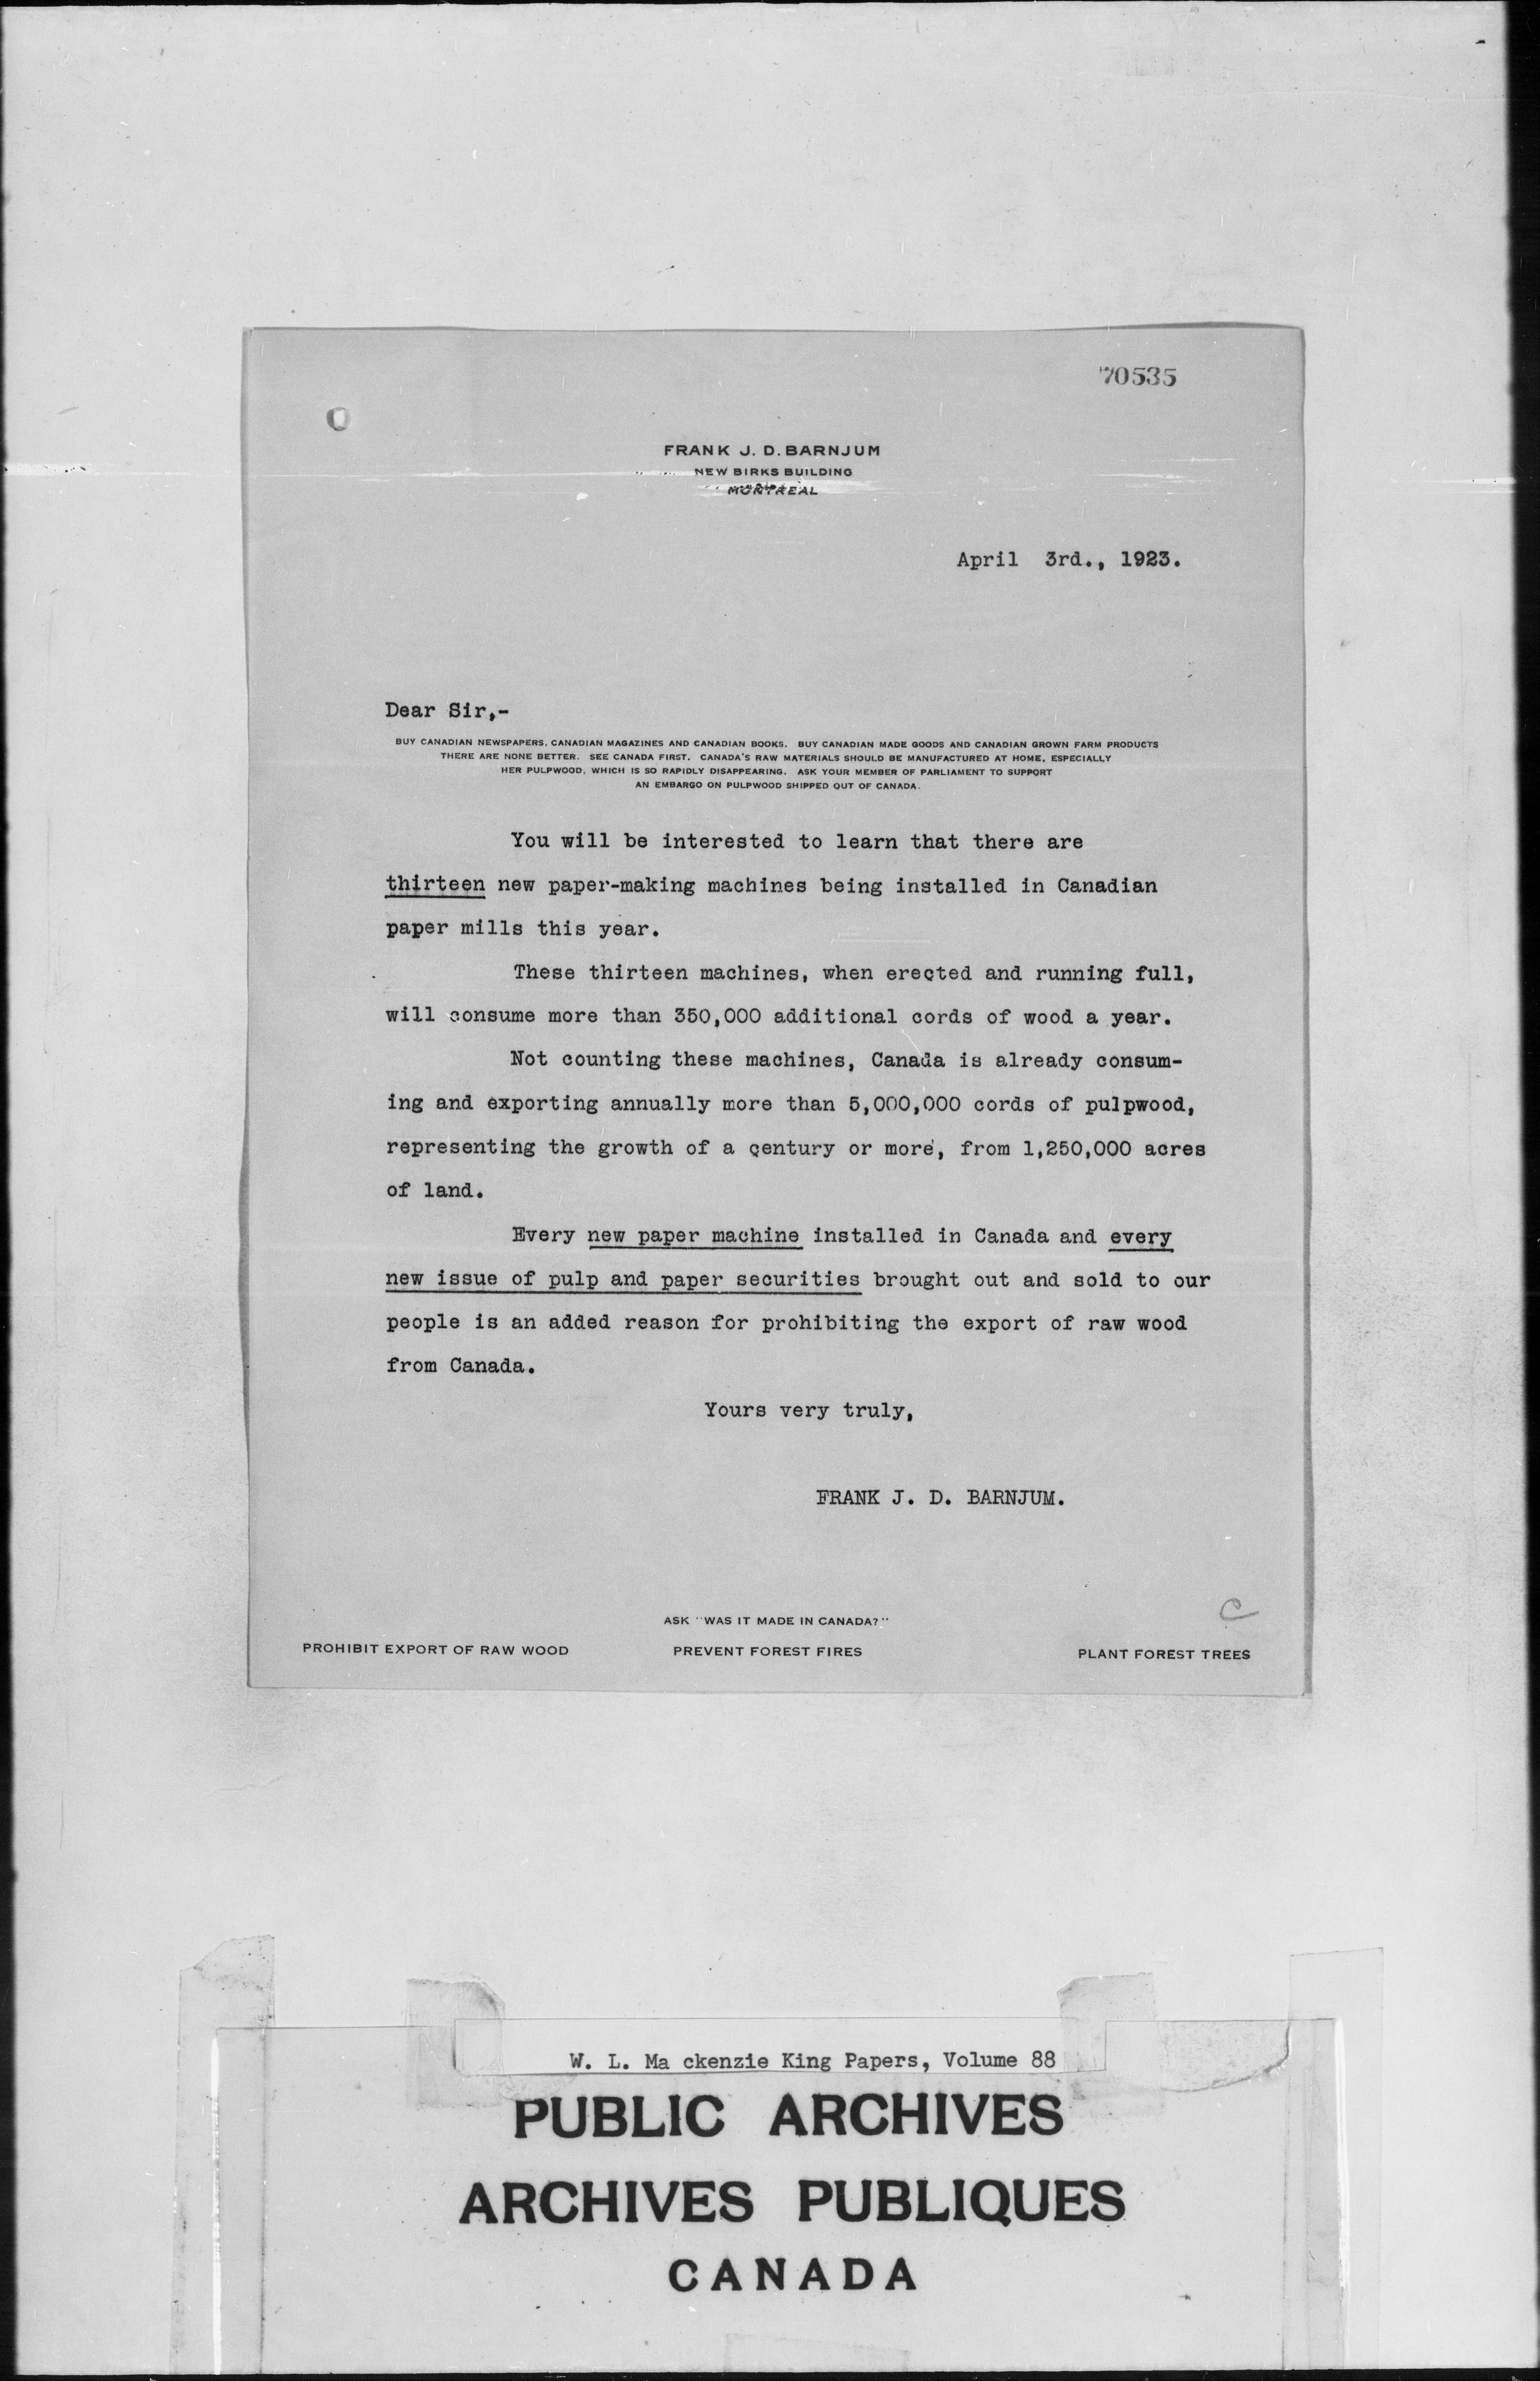 70535
FRANK J. D. BARNJUM
NEW BIRKS BUILDING
MONTREAL
April 3rd., 1923.
Dear Sir,-
BUY CANADIAN NEWSPAPERS, CANADIAN MAGAZINES AND CANADIAN BOOKS. BUY CANADIAN MADE GOODS AND CANADIAN GROWN FARM PRODUCTS
THERE ARE NONE BETTER. SEE CANADA FIRST. CANADA'S RAW MATERIALS SHOULD BE MANUFACTURED AT HOME, ESPECIALLY
HER PULPWOOD, WHICH IS SO RAPIDLY DISAPPEARING. ASK YOUR MEMBER OF PARLIAMENT TO SUPPORT
AN EMBARGO ON PULPWOOD SHIPPED OUT OF CANADA.
You will be interested to learn that there are
thirteen new paper-making machines being installed in Canadian
paper mills this year.
These thirteen machines, when erected and running full,
will consume more than 350,000 additional cords of wood a year.
Not counting these machines, Canada is already consum-
ing and exporting annually more than 5,000,000 cords of pulpwood,
representing the growth of a century or more, from 1,250,000 acres
of land.
Every new paper machine installed in Canada and every
new issue of pulp and paper securities brought out and sold to our
people is an added reason for prohibiting the export of raw wood
from Canada.
Yours very truly,
FRANK J. D. BARNJUM.
C
ASK "WAS IT MADE IN CANADA?"
PROHIBIT EXPORT OF RAW WOOD PREVENT FOREST FIRES PLANT FOREST TREES
W. L. Ma ckenzie King Papers, Volume 88
PUBLIC ARCHIVES
ARCHIVES PUBLIQUES
CANADA